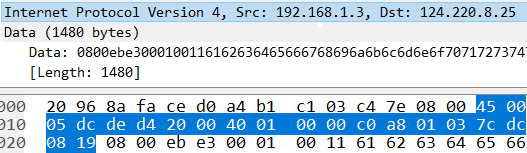 Internet Protocol Version 4, Src: 192.168.1.3, Dst: 124.220.8.25
Data (1480 bytes)
Data: 0800ebe3000100116162636465666768696a6b6c6d6e6f7071727374
[Length: 1480]
000 20 96 8a fa ce d0 a4 b1 c1 03 c4 7e 08 00 45 00
010 05 dc de d4 20 00 40 01 00 00 c0 a8 01 03 7c dc
020 08 19 08 00 eb e3 00 01 00 11 61 62 63 64 65 66